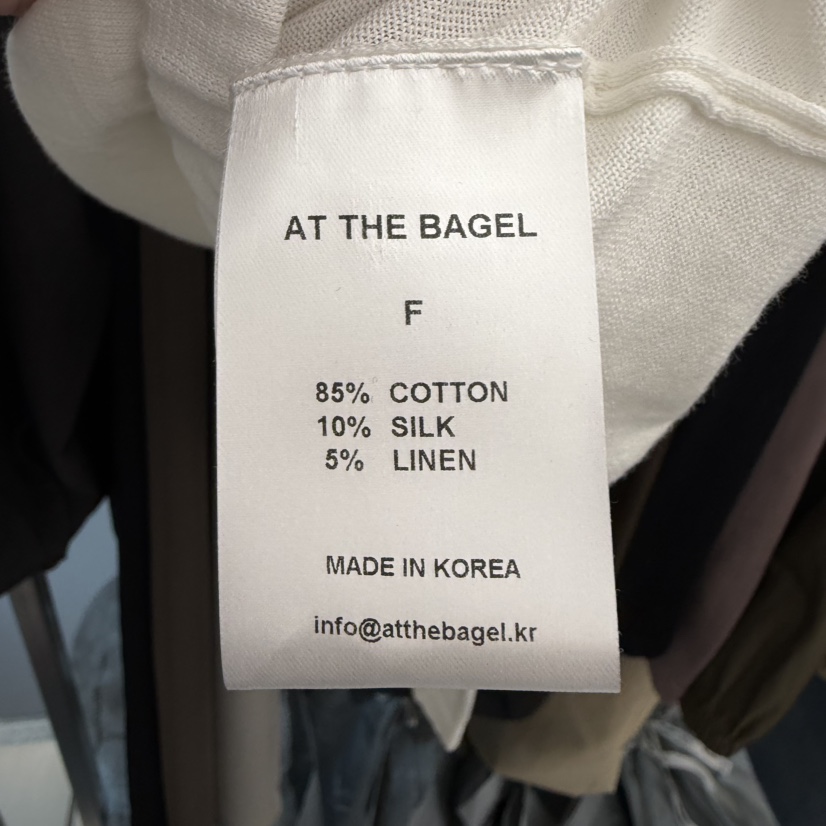 AT THE BAGEL
F
85% COTTON
10% SILK
5% LINEN
MADE IN KOREA
info@atthebagel.kr